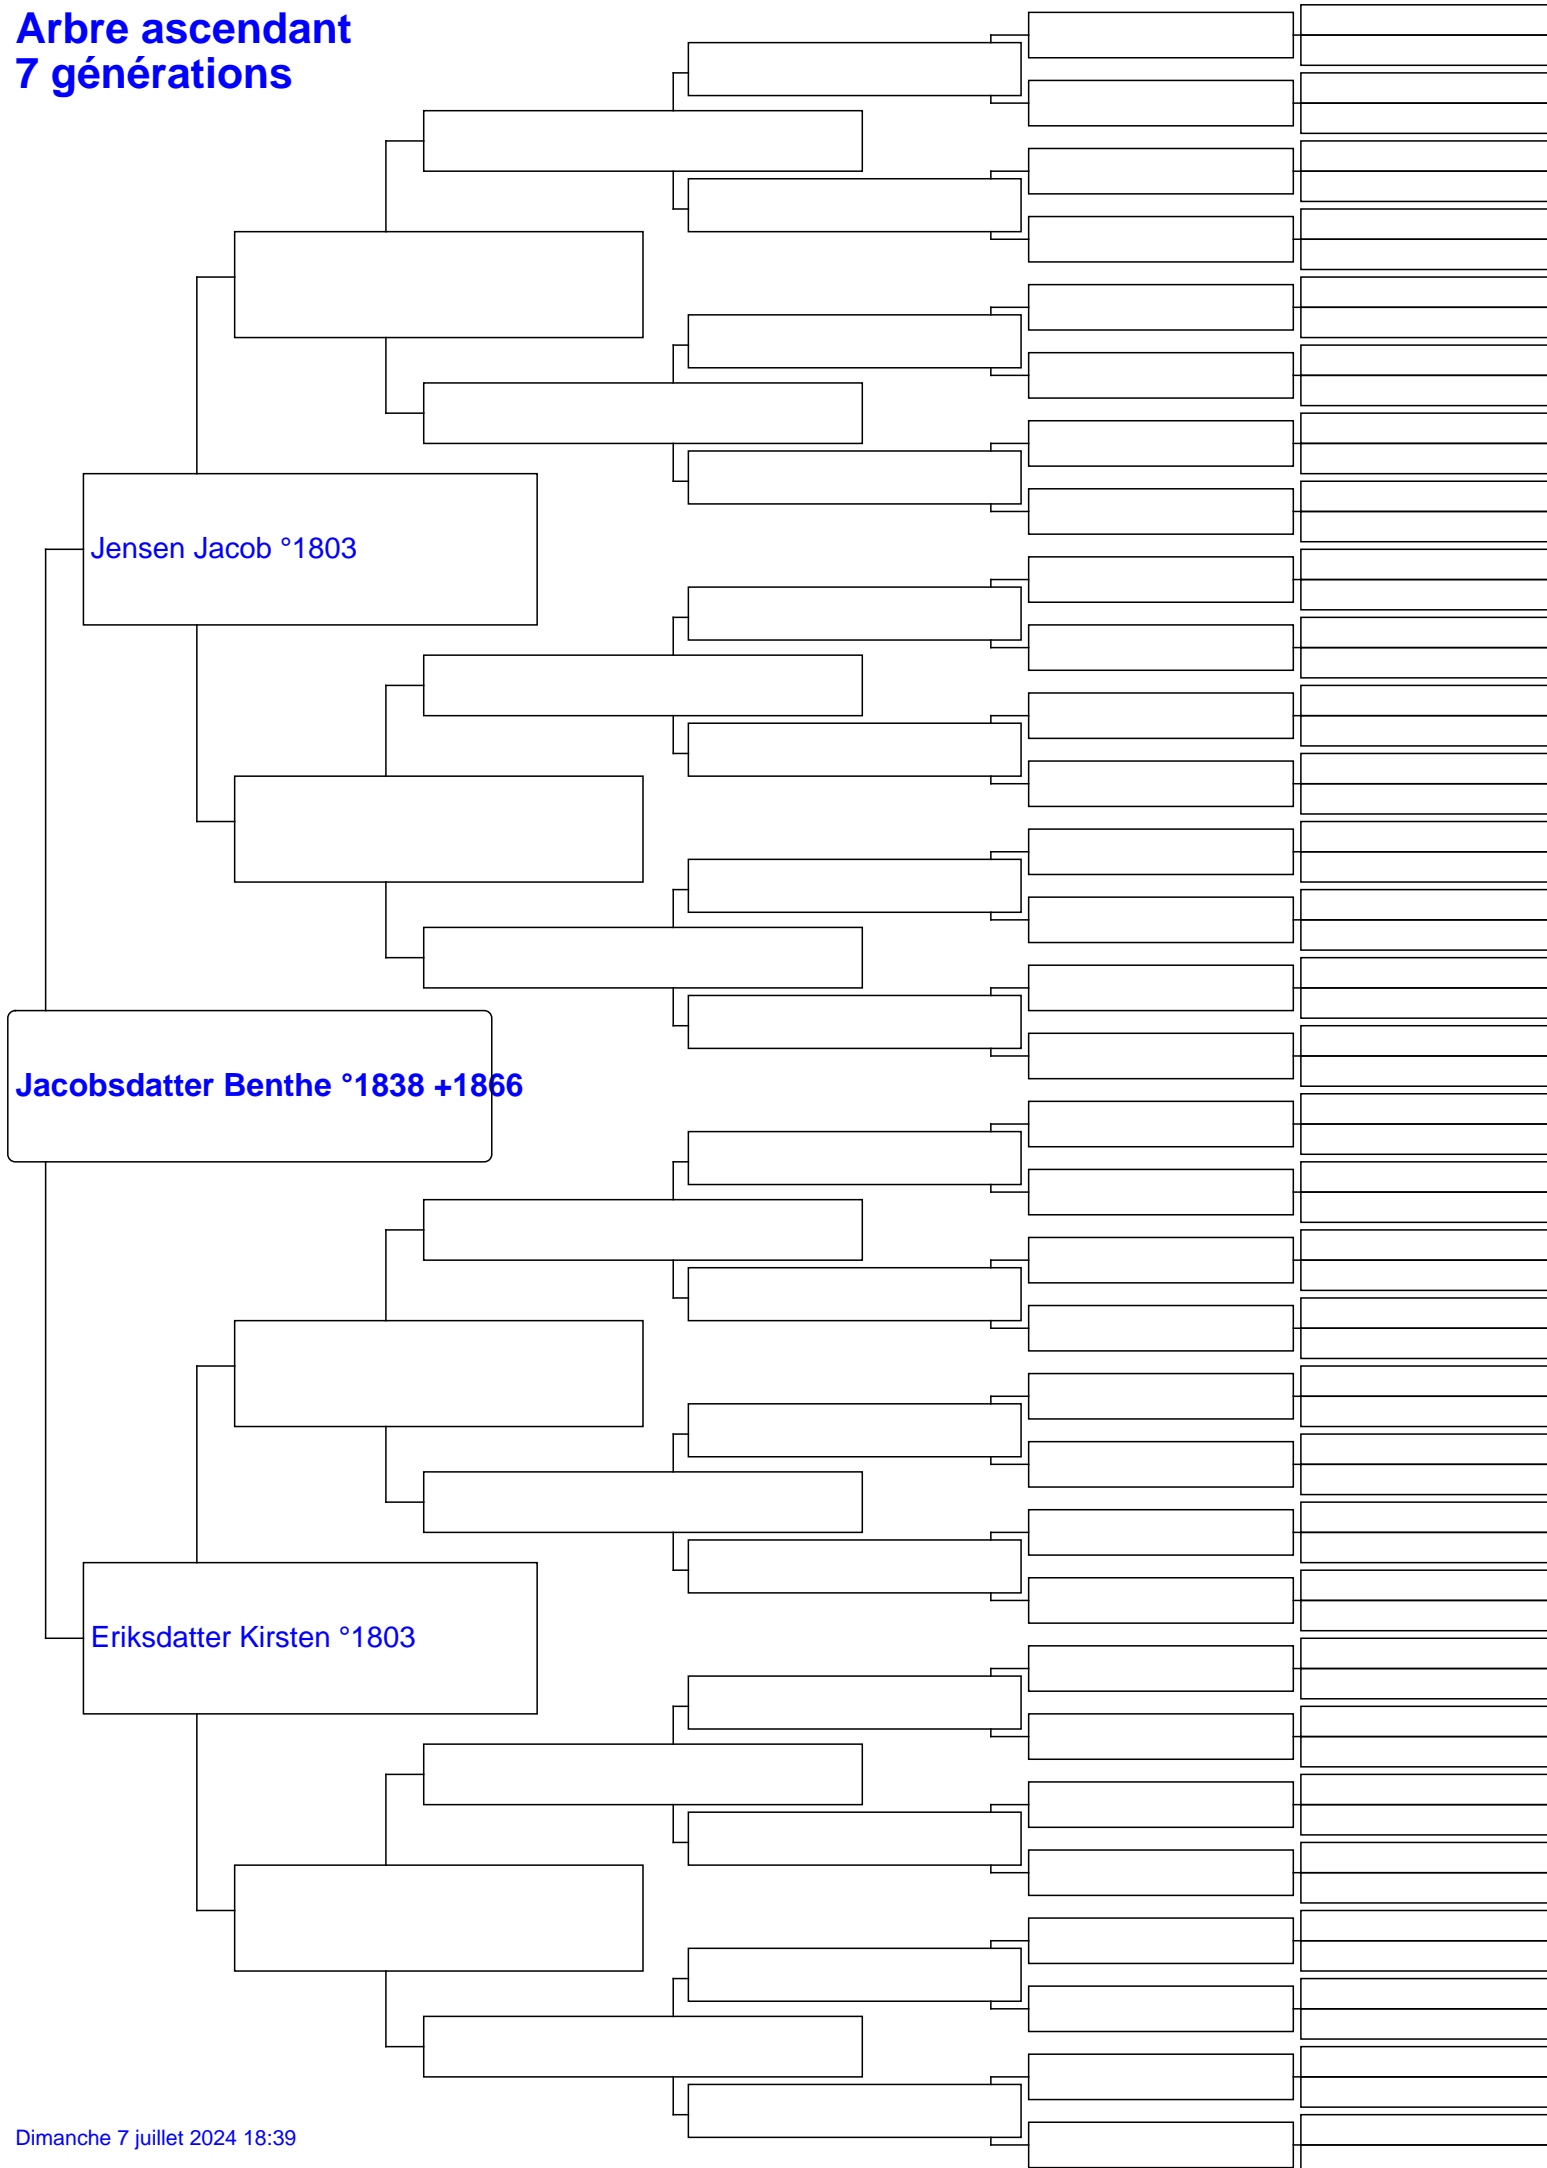 Arbre ascendant
7 générations
Jensen Jacob °1803
Jacobsdatter Benthe °1838 +1866
Eriksdatter Kirsten °1803
Dimanche 7 juillet 2024 18:39